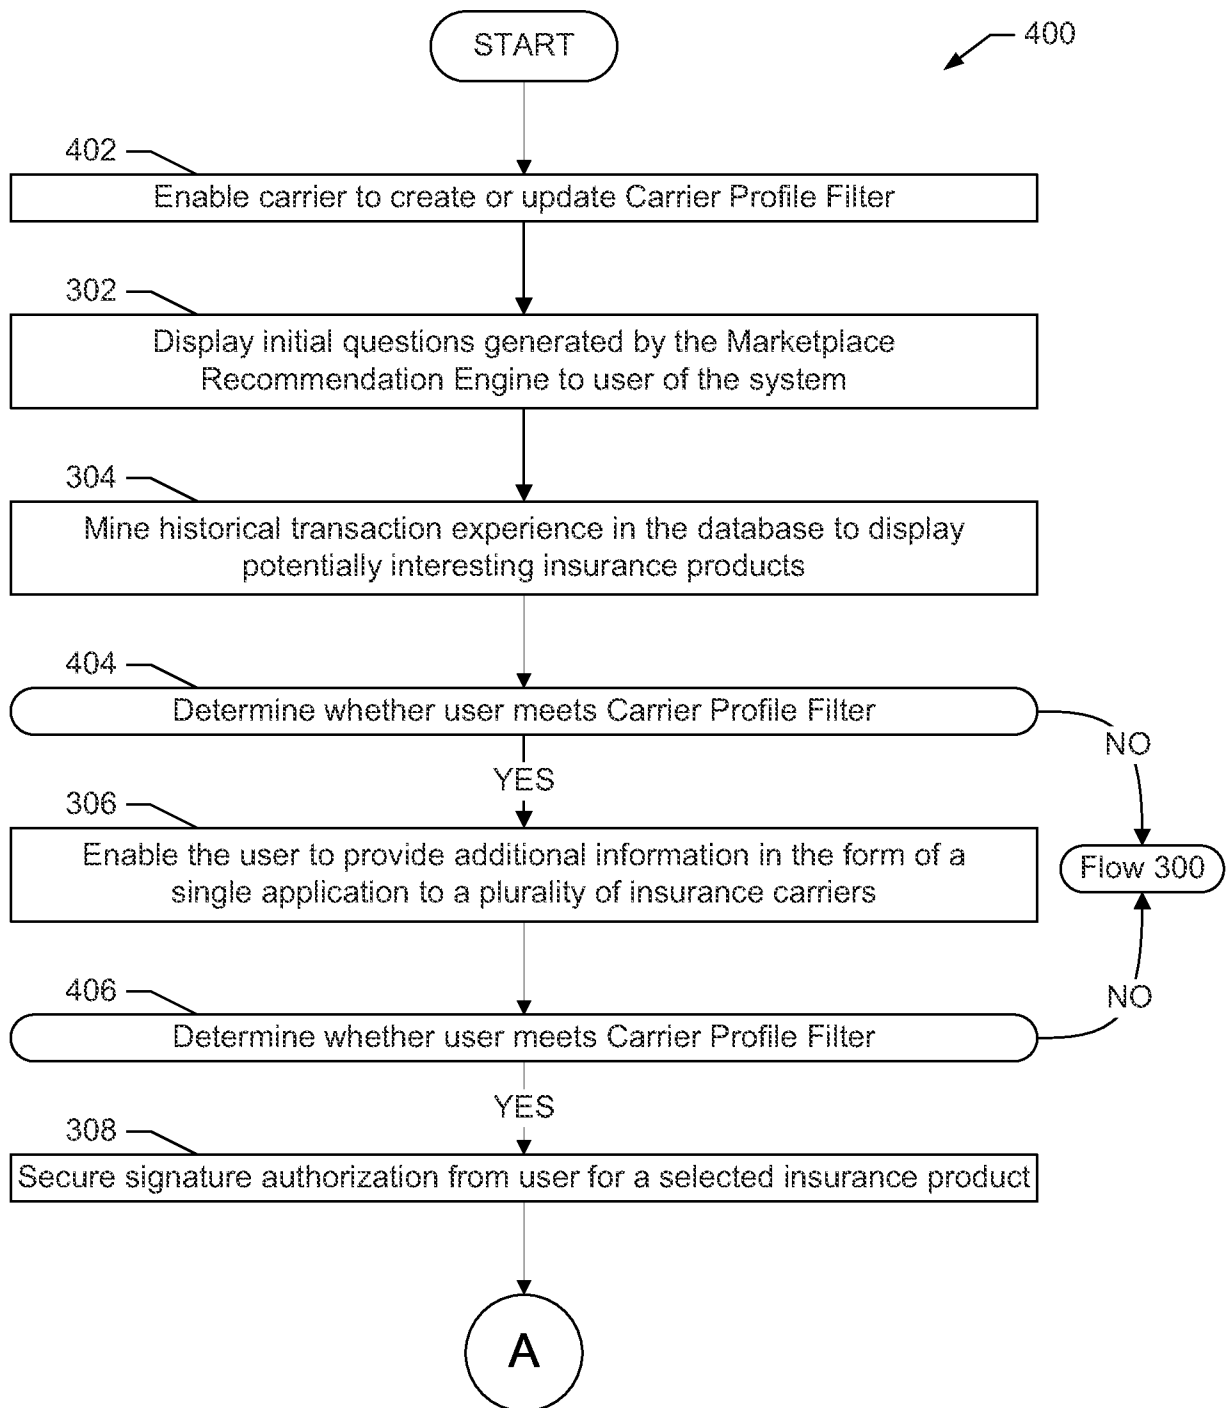 START
400
402
Enable carrier to create or update Carrier Profile Filter
302
Display initial questions generated by the Marketplace
Recommendation Engine to user of the system
304
Mine historical transaction experience in the database to display
potentially interesting insurance products
404
Determine whether user meets Carrier Profile Filter
NO
YES
306
Enable the user to provide additional information in the form of a
single application to a plurality of insurance carriers
Flow 300
406
NO
Determine whether user meets Carrier Profile Filter
YES
308
Secure signature authorization from user for a selected insurance product
A